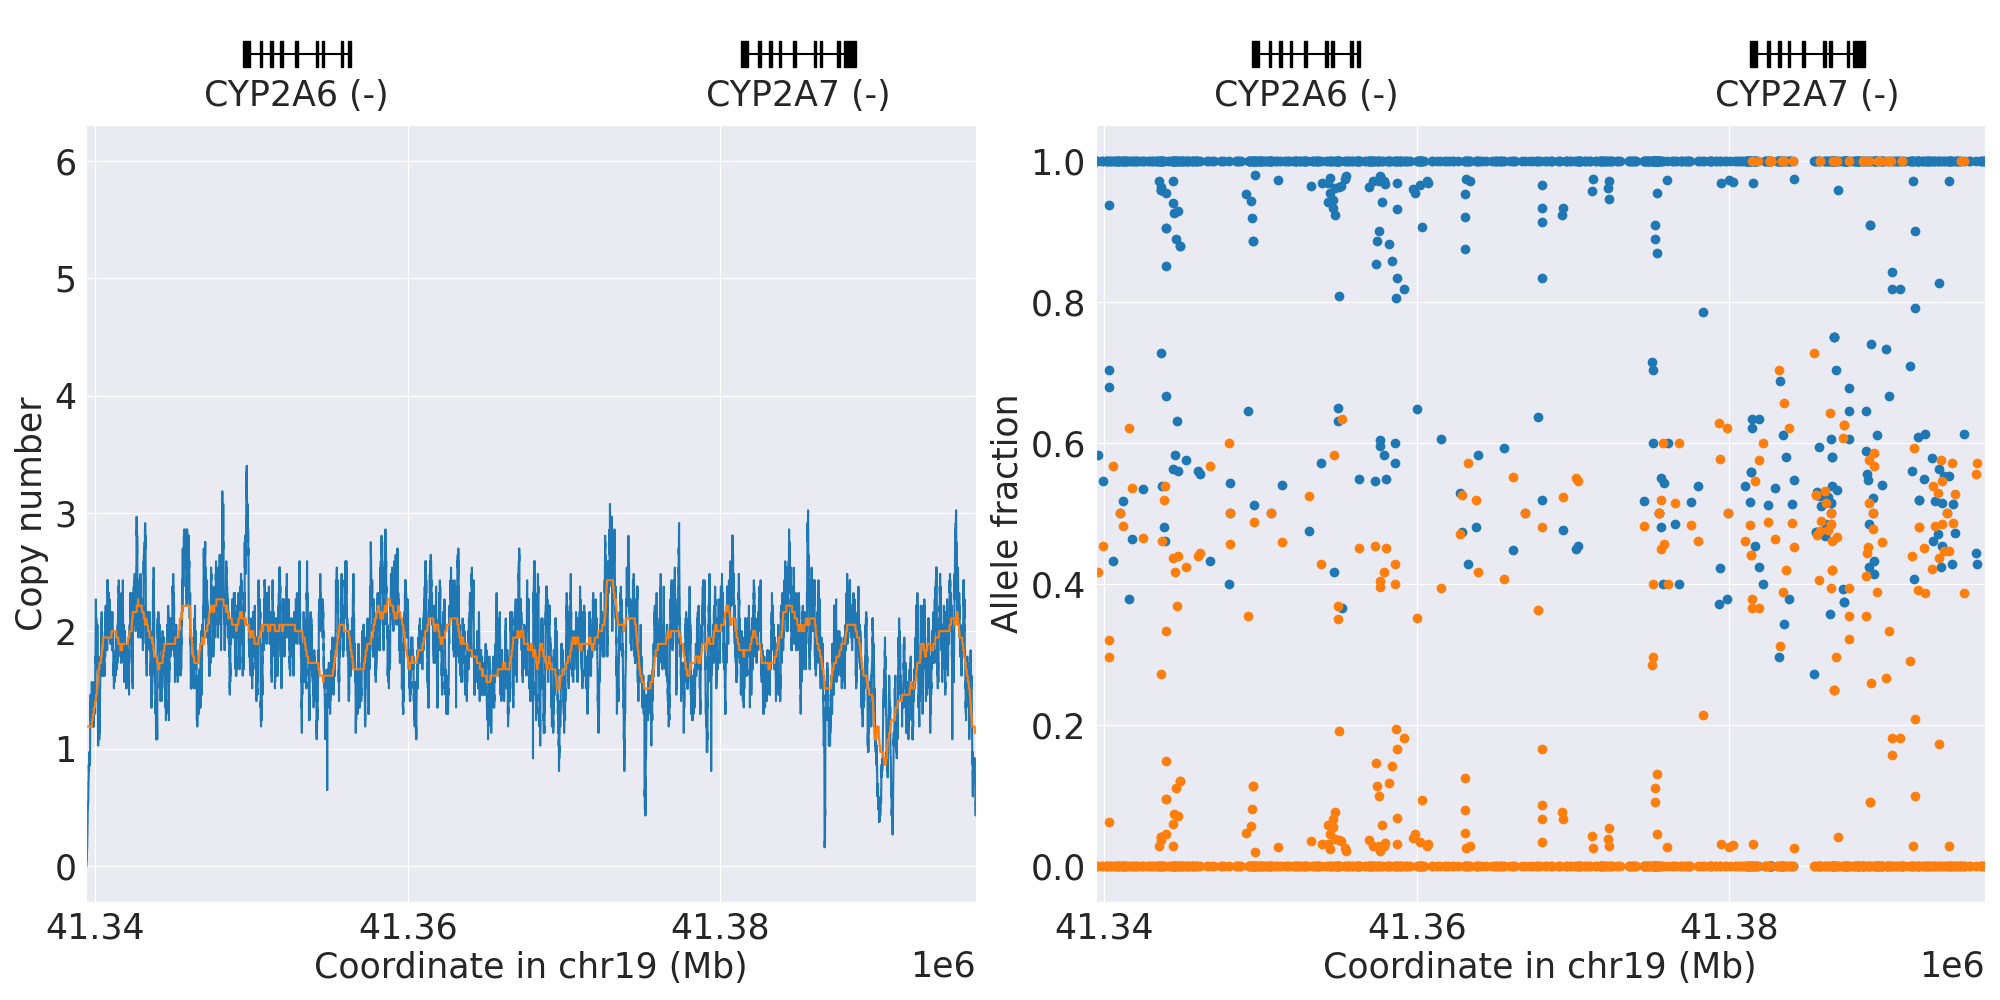 CYP2A6 (-) CYP2A7 (-)
CYP2A6 (-) CYP2A7 (-)
Copy number
6
5
4
3
2
1
0
41.34 41.36 41.38
Coordinate in chr19 (Mb) 1e6
Allele fraction
1.0
0.8
0.6
0.4
0.2
0.0
41.34 41.36 41.38
Coordinate in chr19 (Mb) 1e6